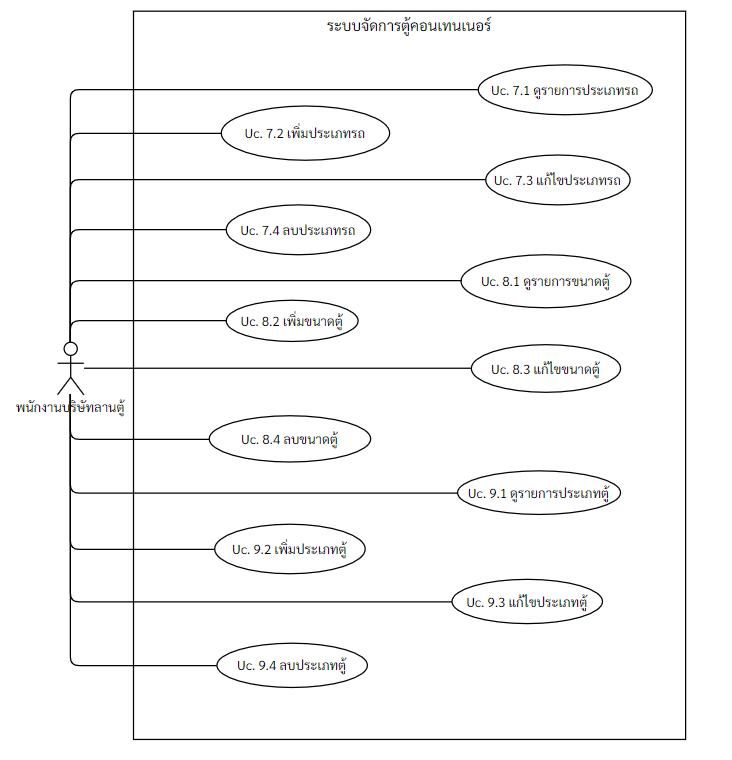 ระบบจัดการตู้คอนเทนเนอร์
Uc. 7.1 ดูรายการประเภทรถ
Uc. 7.2 เพิ่มประเภทรถ
Uc. 7.3 แก้ไขประเภทรถ
Uc. 7.4 ลบประเภทรถ
Uc. 8.1 ดูรายการขนาดตู้
Uc. 8.2 เพิ่มขนาดตู้
Uc. 8.3 แก้ไขขนาดตู้
พนักงานบริษัทลานตู้
Uc. 8.4 ลบขนาดตู้
Uc. 9.1 ดูรายการประเภทตู้
Uc. 9.2 เพิ่มประเภทตู้
Uc. 9.3 แก้ไขประเภทตู้
Uc. 9.4 ลบประเภทตู้